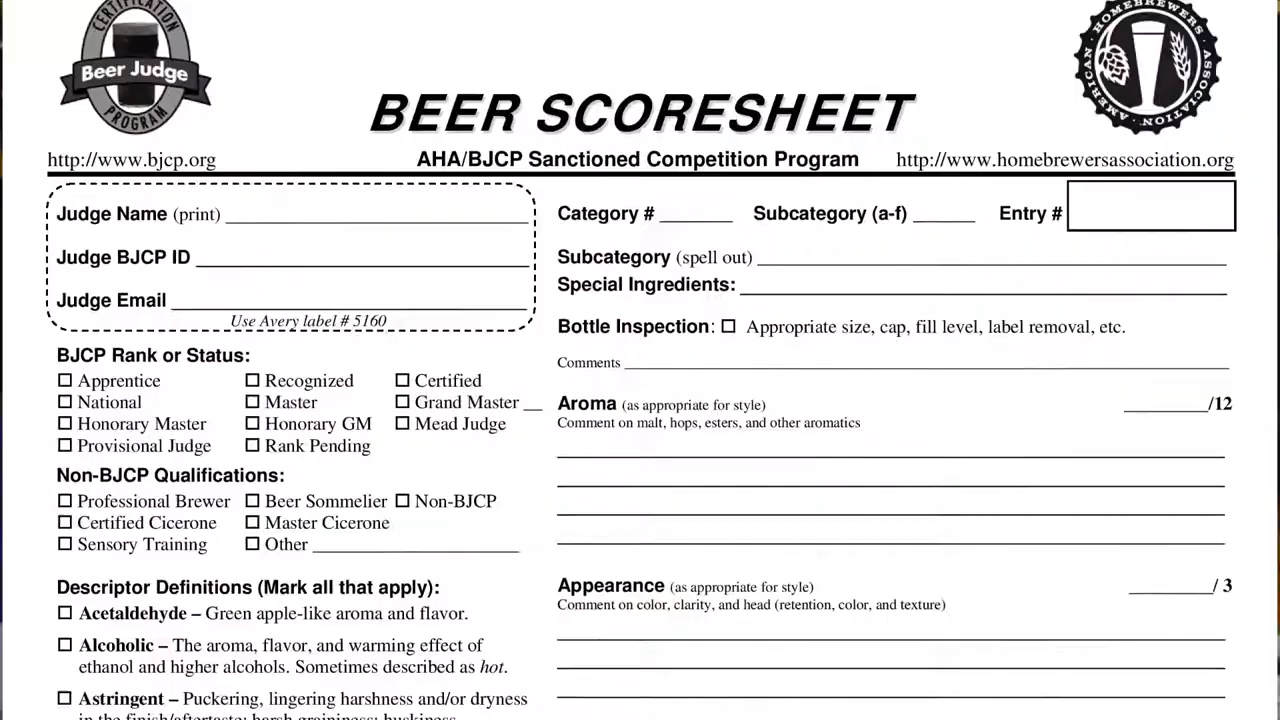 CERTIFICATION
Beer Judge
PROGRAM
HOMEBREWERS ASSOCIATION
AMERICAN
BEER SCORESHEET
http://www.bjcp.org AHA/BJCP Sanctioned Competition Program http://www.homebrewersassociation.org
Judge Name (print)
Judge BJCP ID
Judge Email
Use Avery label # 5160
BJCP Rank or Status:
Apprentice Recognized Certified
National Master Grand Master __
Honorary Master Honorary GM Mead Judge
Provisional Judge Rank Pending
Non-BJCP Qualifications:
Professional Brewer Beer Sommelier Non-BJCP
Certified Cicerone Master Cicerone
Sensory Training Other
Descriptor Definitions (Mark all that apply):
Acetaldehyde – Green apple-like aroma and flavor.
Alcoholic – The aroma, flavor, and warming effect of
ethanol and higher alcohols. Sometimes described as hot.
Astringent – Puckering, lingering harshness and/or dryness
in the finish/aftertaste; harsh graininess; huskiness.
Category # Subcategory (a-f) Entry #
Subcategory (spell out)
Special Ingredients:
Bottle Inspection: Appropriate size, cap, fill level, label removal, etc.
Comments
Aroma (as appropriate for style) /12
Comment on malt, hops, esters, and other aromatics
Appearance (as appropriate for style) / 3
Comment on color, clarity, and head (retention, color, and texture)